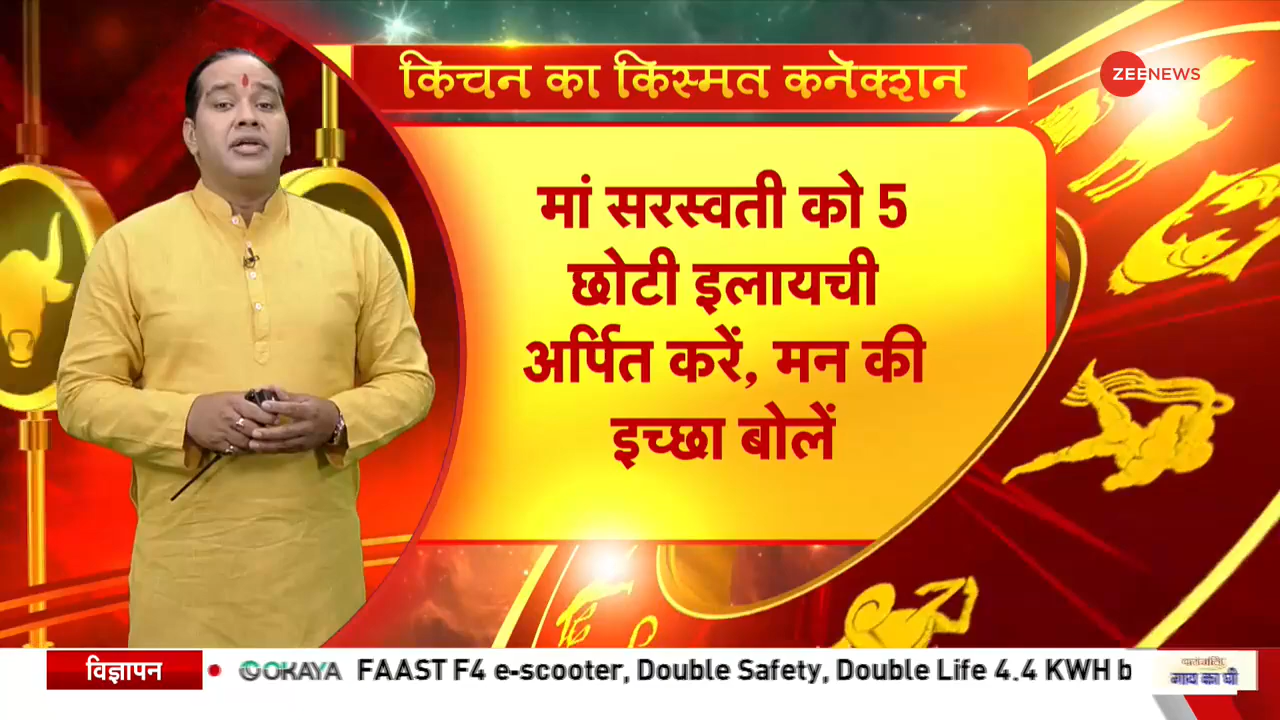 किचन का किस्मत कनेक्शन
ZEENEWS
मां सरस्वती को 5
छोटी इलायची
अर्पित करें, मन की
इच्छा बोलें
विज्ञापन
GOKAYA FAAST F4 e-scooter, Double Safety, Double Life 4.4 KWH b
गाय का घी